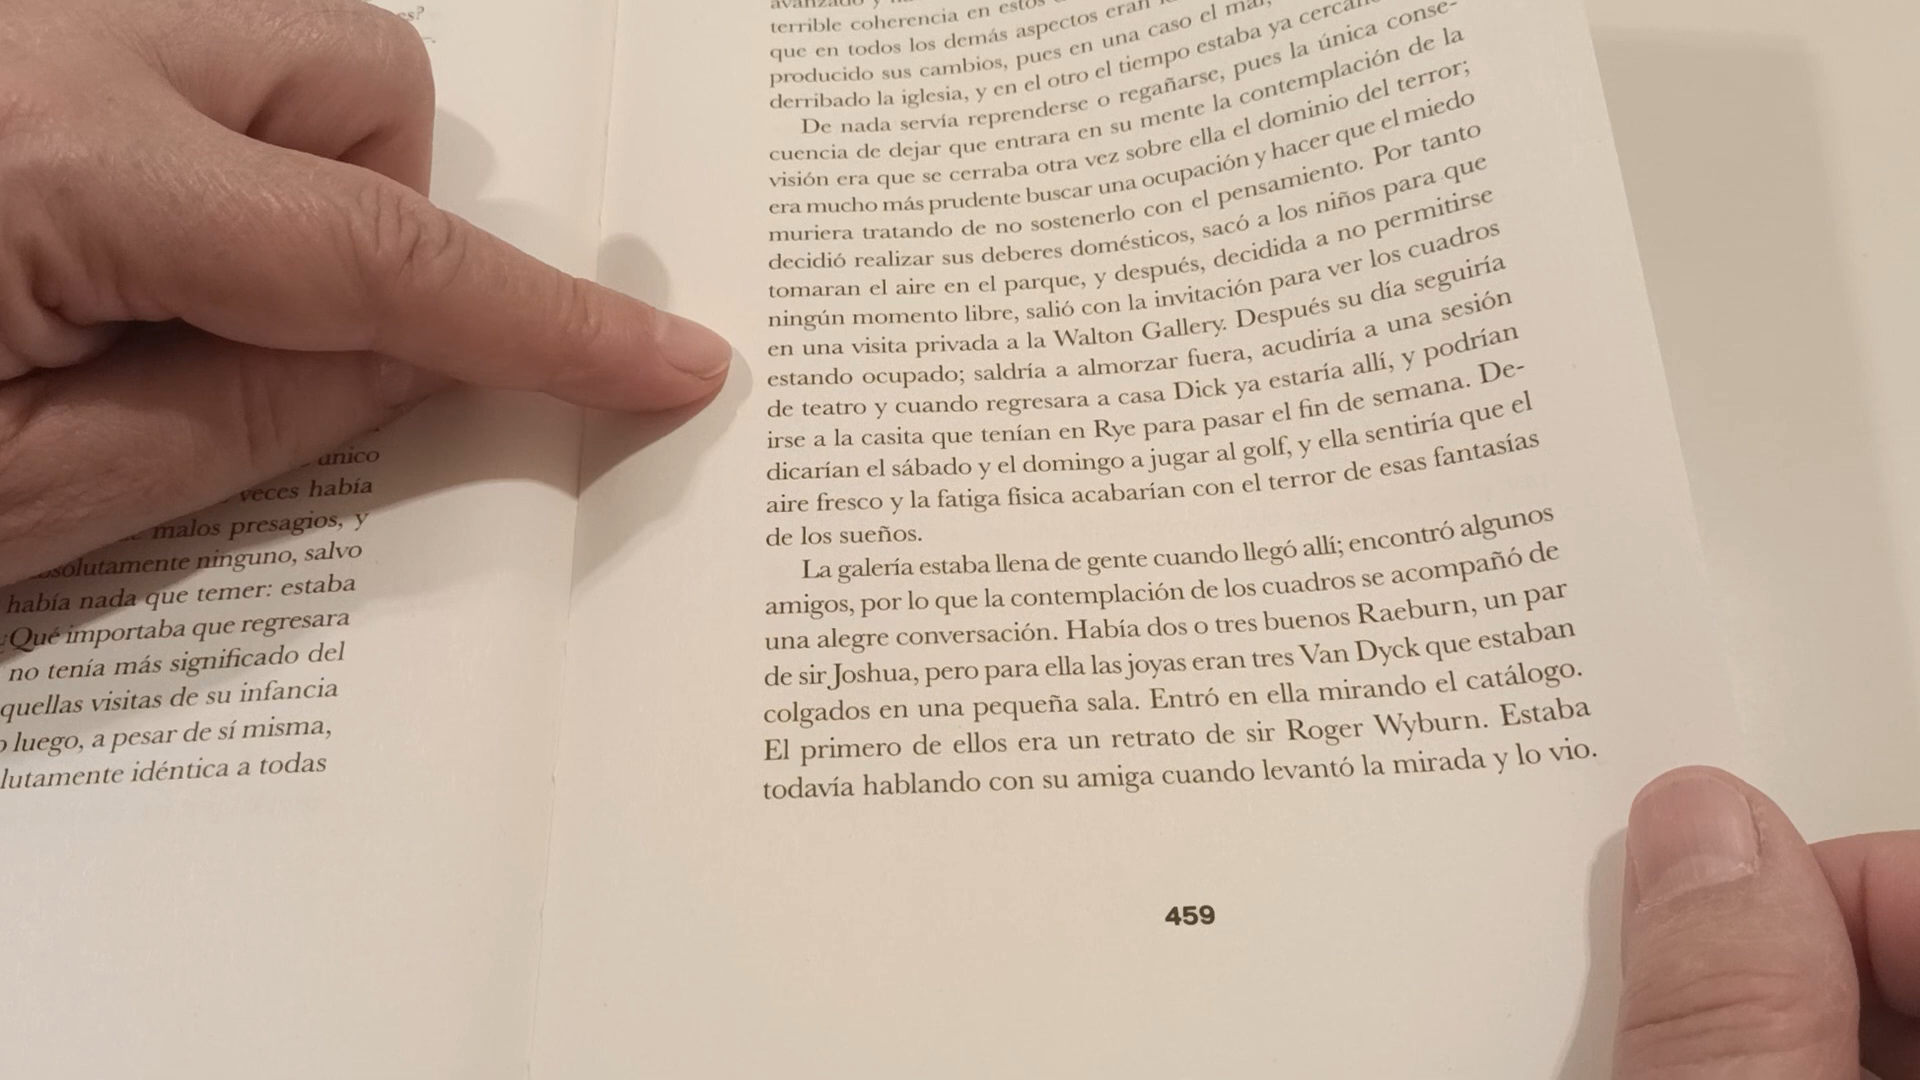 es?
único
veces había
malos presagios, y
absolutamente ninguno, salvo
había nada que temer: estaba
¿Qué importaba que regresara
no tenía más significado del
quellas visitas de su infancia
o luego, a pesar de sí misma,
lutamente idéntica a todas
terrible coherencia en estos
que en todos los demás aspectos eran
producido sus cambios, pues en una caso el mar,
derribado la iglesia, y en el otro el tiempo estaba ya cercan
De nada servía reprenderse o regañarse, pues la única conse-
cuencia de dejar que entrara en su mente la contemplación de la
visión era que se cerraba otra vez sobre ella el dominio del terror;
era mucho más prudente buscar una ocupación y hacer que el miedo
muriera tratando de no sostenerlo con el pensamiento. Por tanto
decidió realizar sus deberes domésticos, sacó a los niños para que
tomaran el aire en el parque, y después, decidida a no permitirse
ningún momento libre, salió con la invitación para ver los cuadros
en una visita privada a la Walton Gallery. Después su día seguiría
estando ocupado; saldría a almorzar fuera, acudiría a una sesión
de teatro y cuando regresara a casa Dick ya estaría allí, y podrían
irse a la casita que tenían en Rye para pasar el fin de semana. De-
dicarían el sábado y el domingo a jugar al golf, y ella sentiría que el
aire fresco y la fatiga física acabarían con el terror de esas fantasías
de los sueños.
La galería estaba llena de gente cuando llegó allí; encontró algunos
amigos, por lo que la contemplación de los cuadros se acompañó de
una alegre conversación. Había dos o tres buenos Raeburn, un par
de sir Joshua, pero para ella las joyas eran tres Van Dyck que estaban
colgados en una pequeña sala. Entró en ella mirando el catálogo.
El primero de ellos era un retrato de sir Roger Wyburn. Estaba
todavía hablando con su amiga cuando levantó la mirada y lo vio.
459